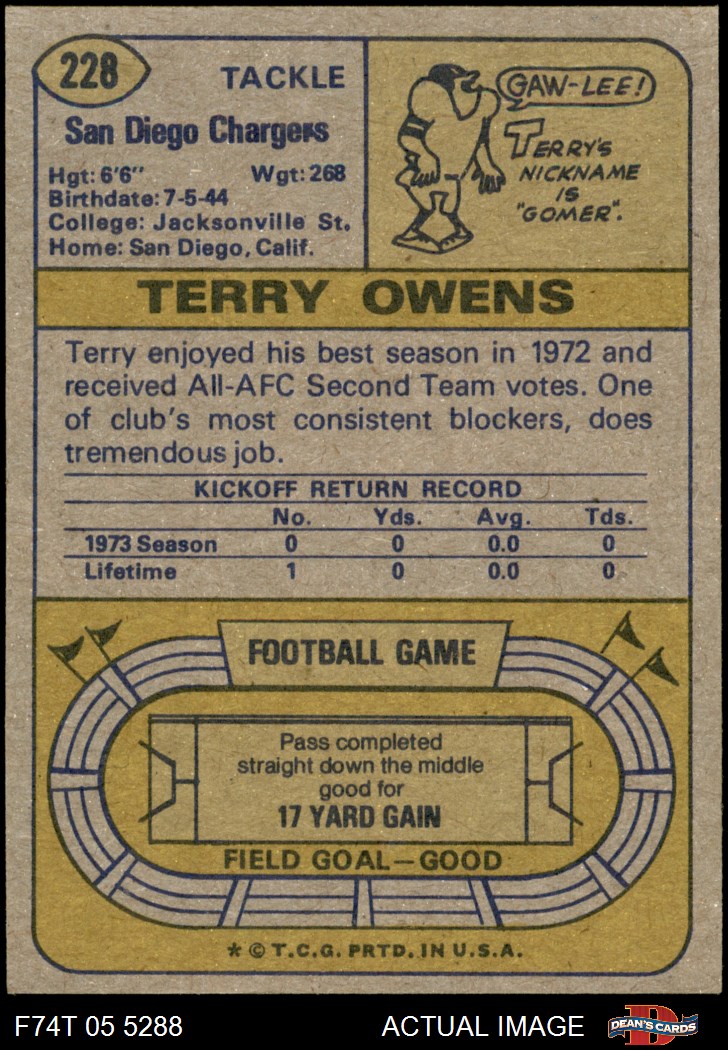 228
TACKLE
San Diego Chargers
Hgt: 6'6" Wgt: 268
Birthdate: 7-5-44
College: Jacksonville St.
Home: San Diego, Calif.
GAW-LEE!
TERRY'S
NICKNAME
IS
"GOMER".
TERRY OWENS
Terry enjoyed his best season in 1972 and
received All-AFC Second Team votes. One
of club's most consistent blockers, does
tremendous job.
KICKOFF RETURN RECORD
No. Yds. Avg. Tds.
1973 Season 0 0 0.0 0
Lifetime 1 0 0.0 0
FOOTBALL GAME
Pass completed
straight down the middle
good for
17 YARD GAIN
FIELD GOAL—GOOD
* © T.C.G. PRTD. IN U.S.A.
F74T 05 5288 ACTUAL IMAGE
D
DEAN'S CARDS